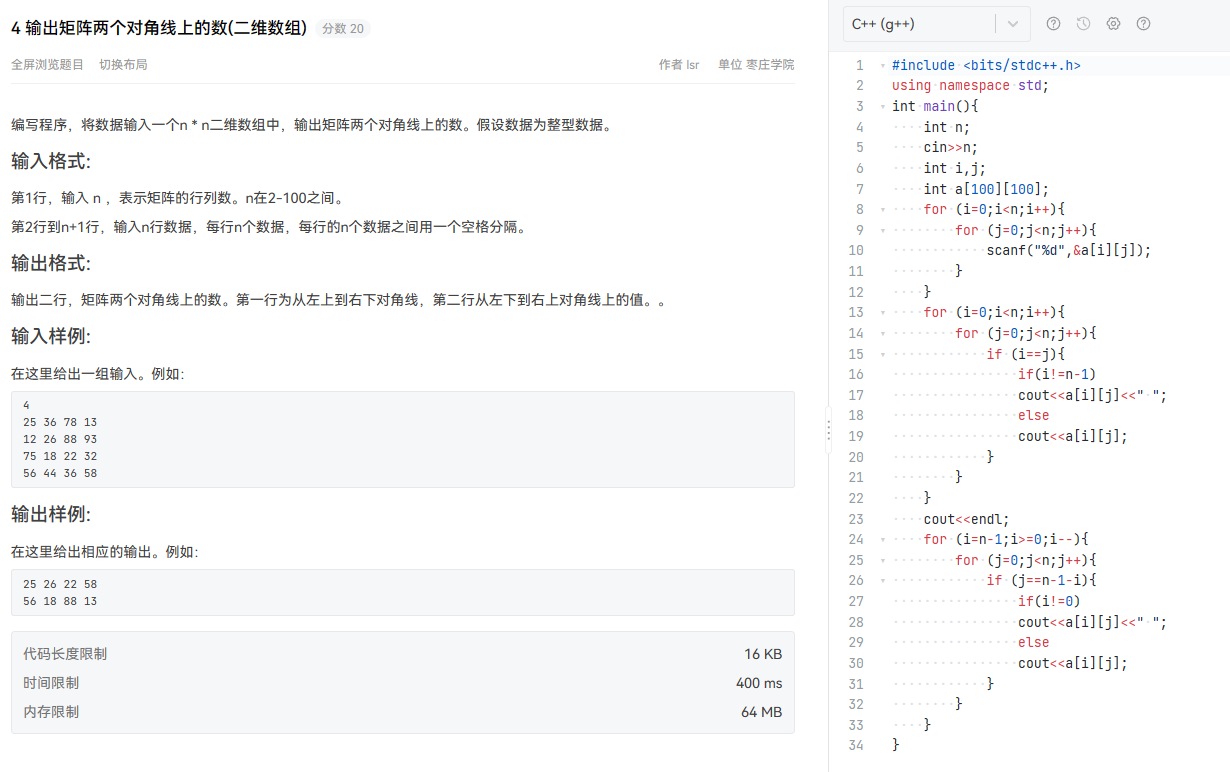 4 输出矩阵两个对角线上的数(二维数组) 分数 20
全屏浏览题目 切换布局 作者 lsr 单位 枣庄学院
编写程序，将数据输入一个n * n二维数组中，输出矩阵两个对角线上的数。假设数据为整型数据。
输入格式:
第1行，输入 n ，表示矩阵的行列数。n在2-100之间。
第2行到n+1行，输入n行数据，每行n个数据，每行的n个数据之间用一个空格分隔。
输出格式:
输出二行，矩阵两个对角线上的数。第一行为从左上到右下对角线，第二行从左下到右上对角线上的值。。
输入样例:
在这里给出一组输入。例如:
4
25 36 78 13
12 26 88 93
75 18 22 32
56 44 36 58
输出样例:
在这里给出相应的输出。例如:
25 26 22 58
56 18 88 13
代码长度限制 16 KB
时间限制 400 ms
内存限制 64 MB
C++ (g++)
1 #include <bits/stdc++.h>
2 using namespace std;
3 int main(){
4 int n;
5 cin>>n;
6 int i,j;
7 int a[100][100];
8 for (i=0;i<n;i++){
9 for (j=0;j<n;j++){
10 scanf("%d",&a[i][j]);
11 }
12 }
13 for (i=0;i<n;i++){
14 for (j=0;j<n;j++){
15 if (i==j){
16 if(i!=n-1)
17 cout<<a[i][j]<<" ";
18 else
19 cout<<a[i][j];
20 }
21 }
22 }
23 cout<<endl;
24 for (i=n-1;i>=0;i--){
25 for (j=0;j<n;j++){
26 if (j==n-1-i){
27 if(i!=0)
28 cout<<a[i][j]<<" ";
29 else
30 cout<<a[i][j];
31 }
32 }
33 }
34 }